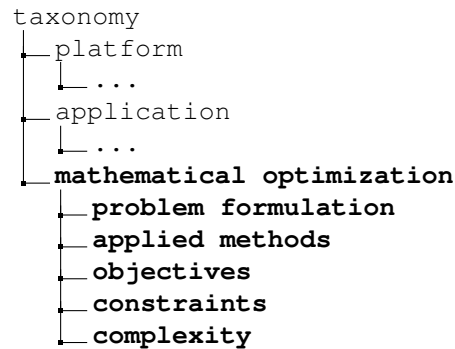 taxonomy
platform
...
application
...
mathematical optimization
problem formulation
applied methods
objectives
constraints
complexity